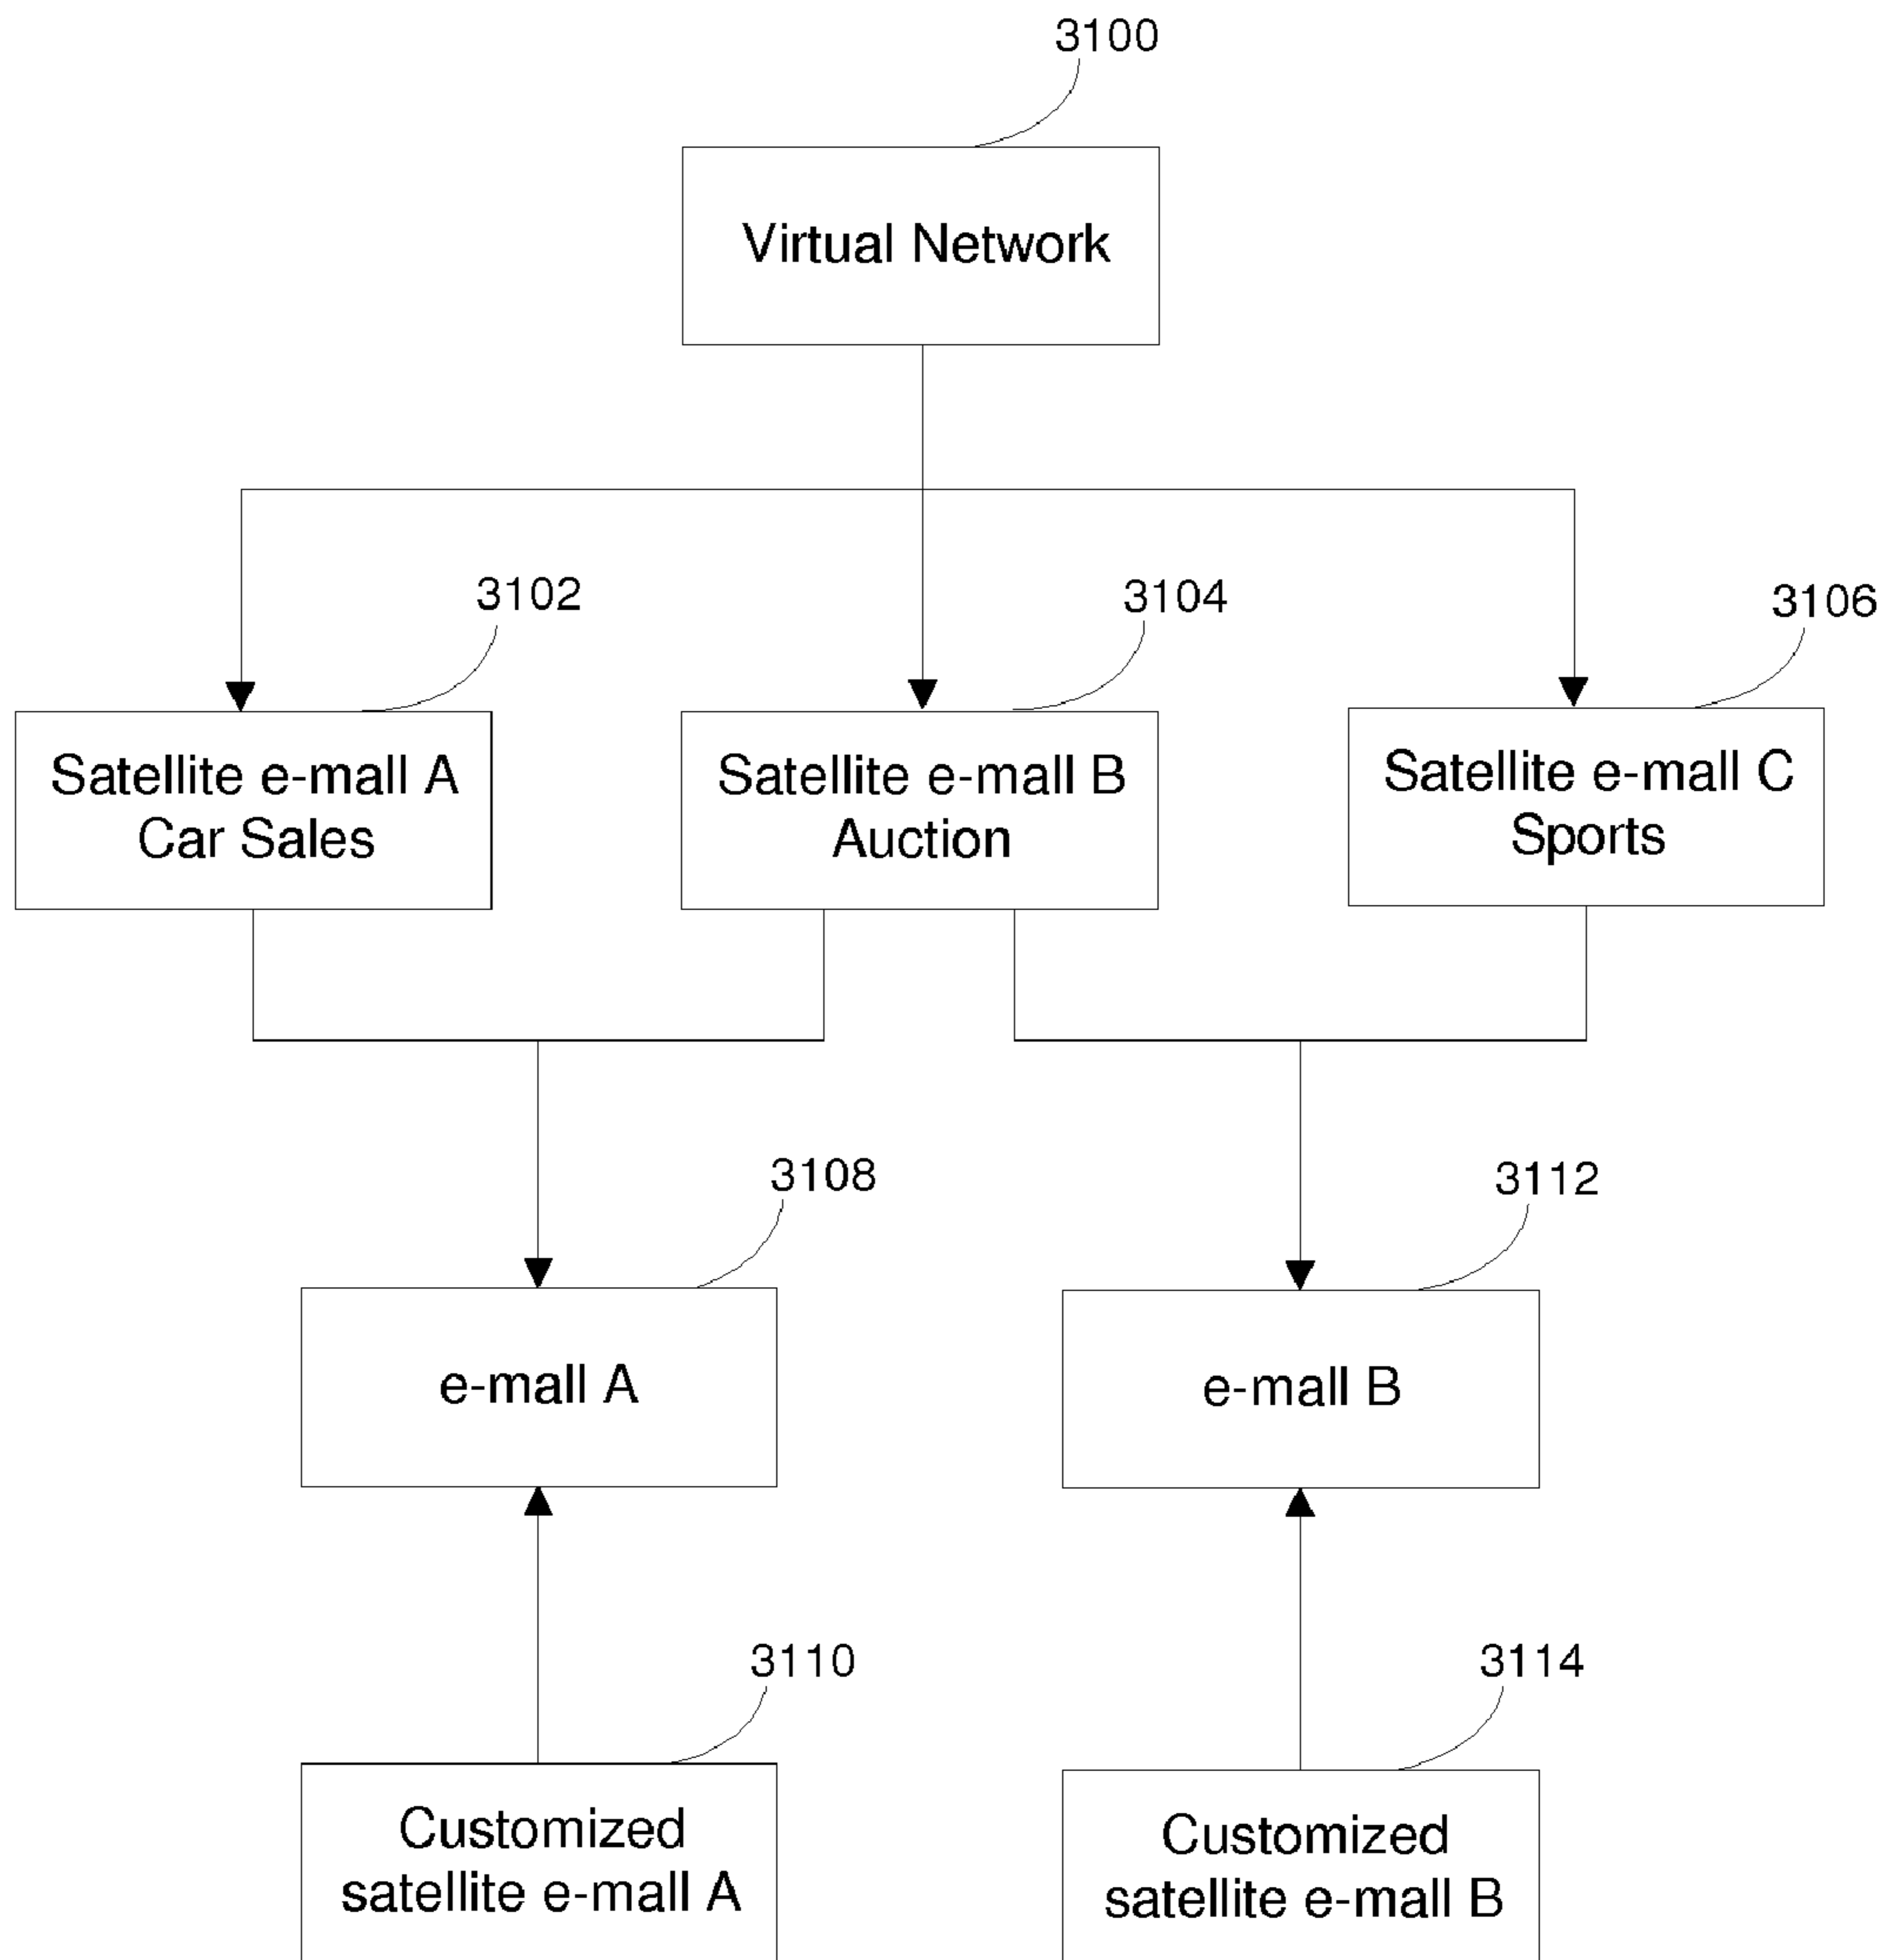 3100
Virtual Network
3102
3104
3106
Satellite e-mall A
Car Sales
Satellite e-mall B
Auction
Satellite e-mall C
Sports
3108
3112
e-mall A
e-mall B
3110
3114
Customized
satellite e-mall A
Customized
satellite e-mall B